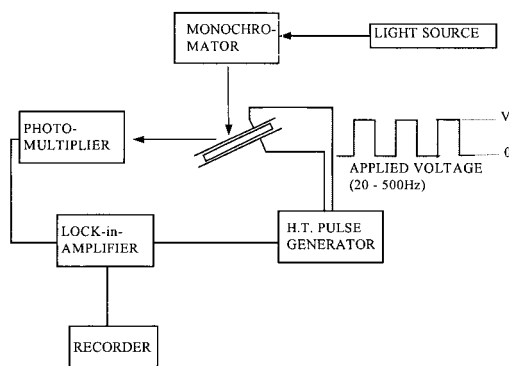 MONOCHRO-
MATOR
LIGHT SOURCE
PHOTO-
MULTIPLIER
V
0
APPLIED VOLTAGE
(20 - 500Hz)
LOCK-in-
AMPLIFIER
H.T. PULSE
GENERATOR
RECORDER